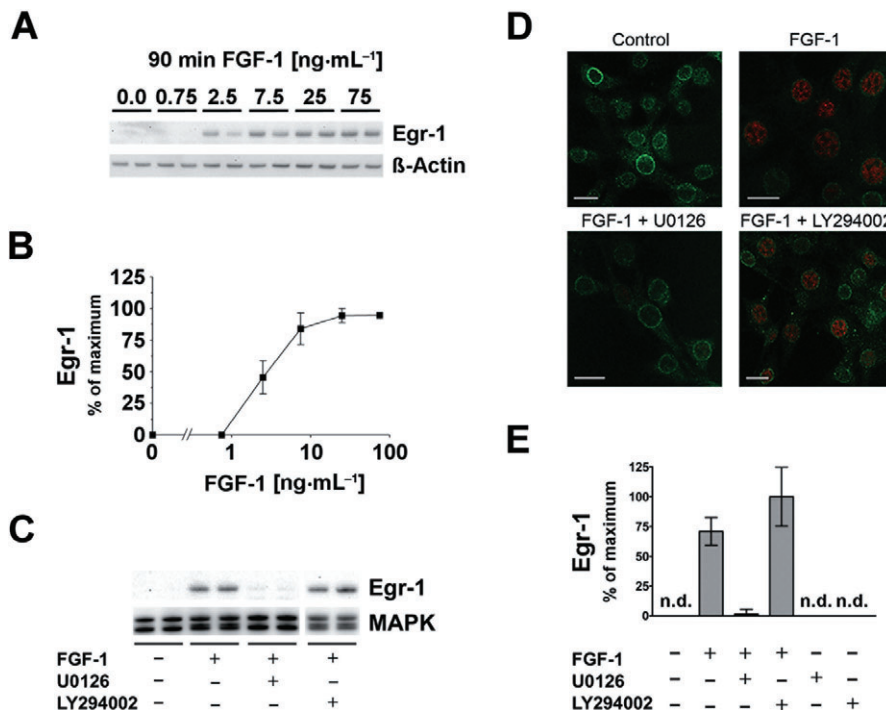 A
90 min FGF-1 [ng·mL⁻¹]
0.0 0.75 2.5 7.5 25 75
Egr-1
ß-Actin
B
Egr-1
% of maximum
125
100
75
50
25
0
0 1 10 100
FGF-1 [ng·mL⁻¹]
C
Egr-1
MAPK
FGF-1 – + + +
U0126 – – + –
LY294002 – – – +
D
Control FGF-1
FGF-1 + U0126 FGF-1 + LY294002
E
Egr-1
% of maximum
125
100
75
50
25
0
n.d. n.d. n.d.
FGF-1 – + + + – –
U0126 – – + – + –
LY294002 – – – + – +